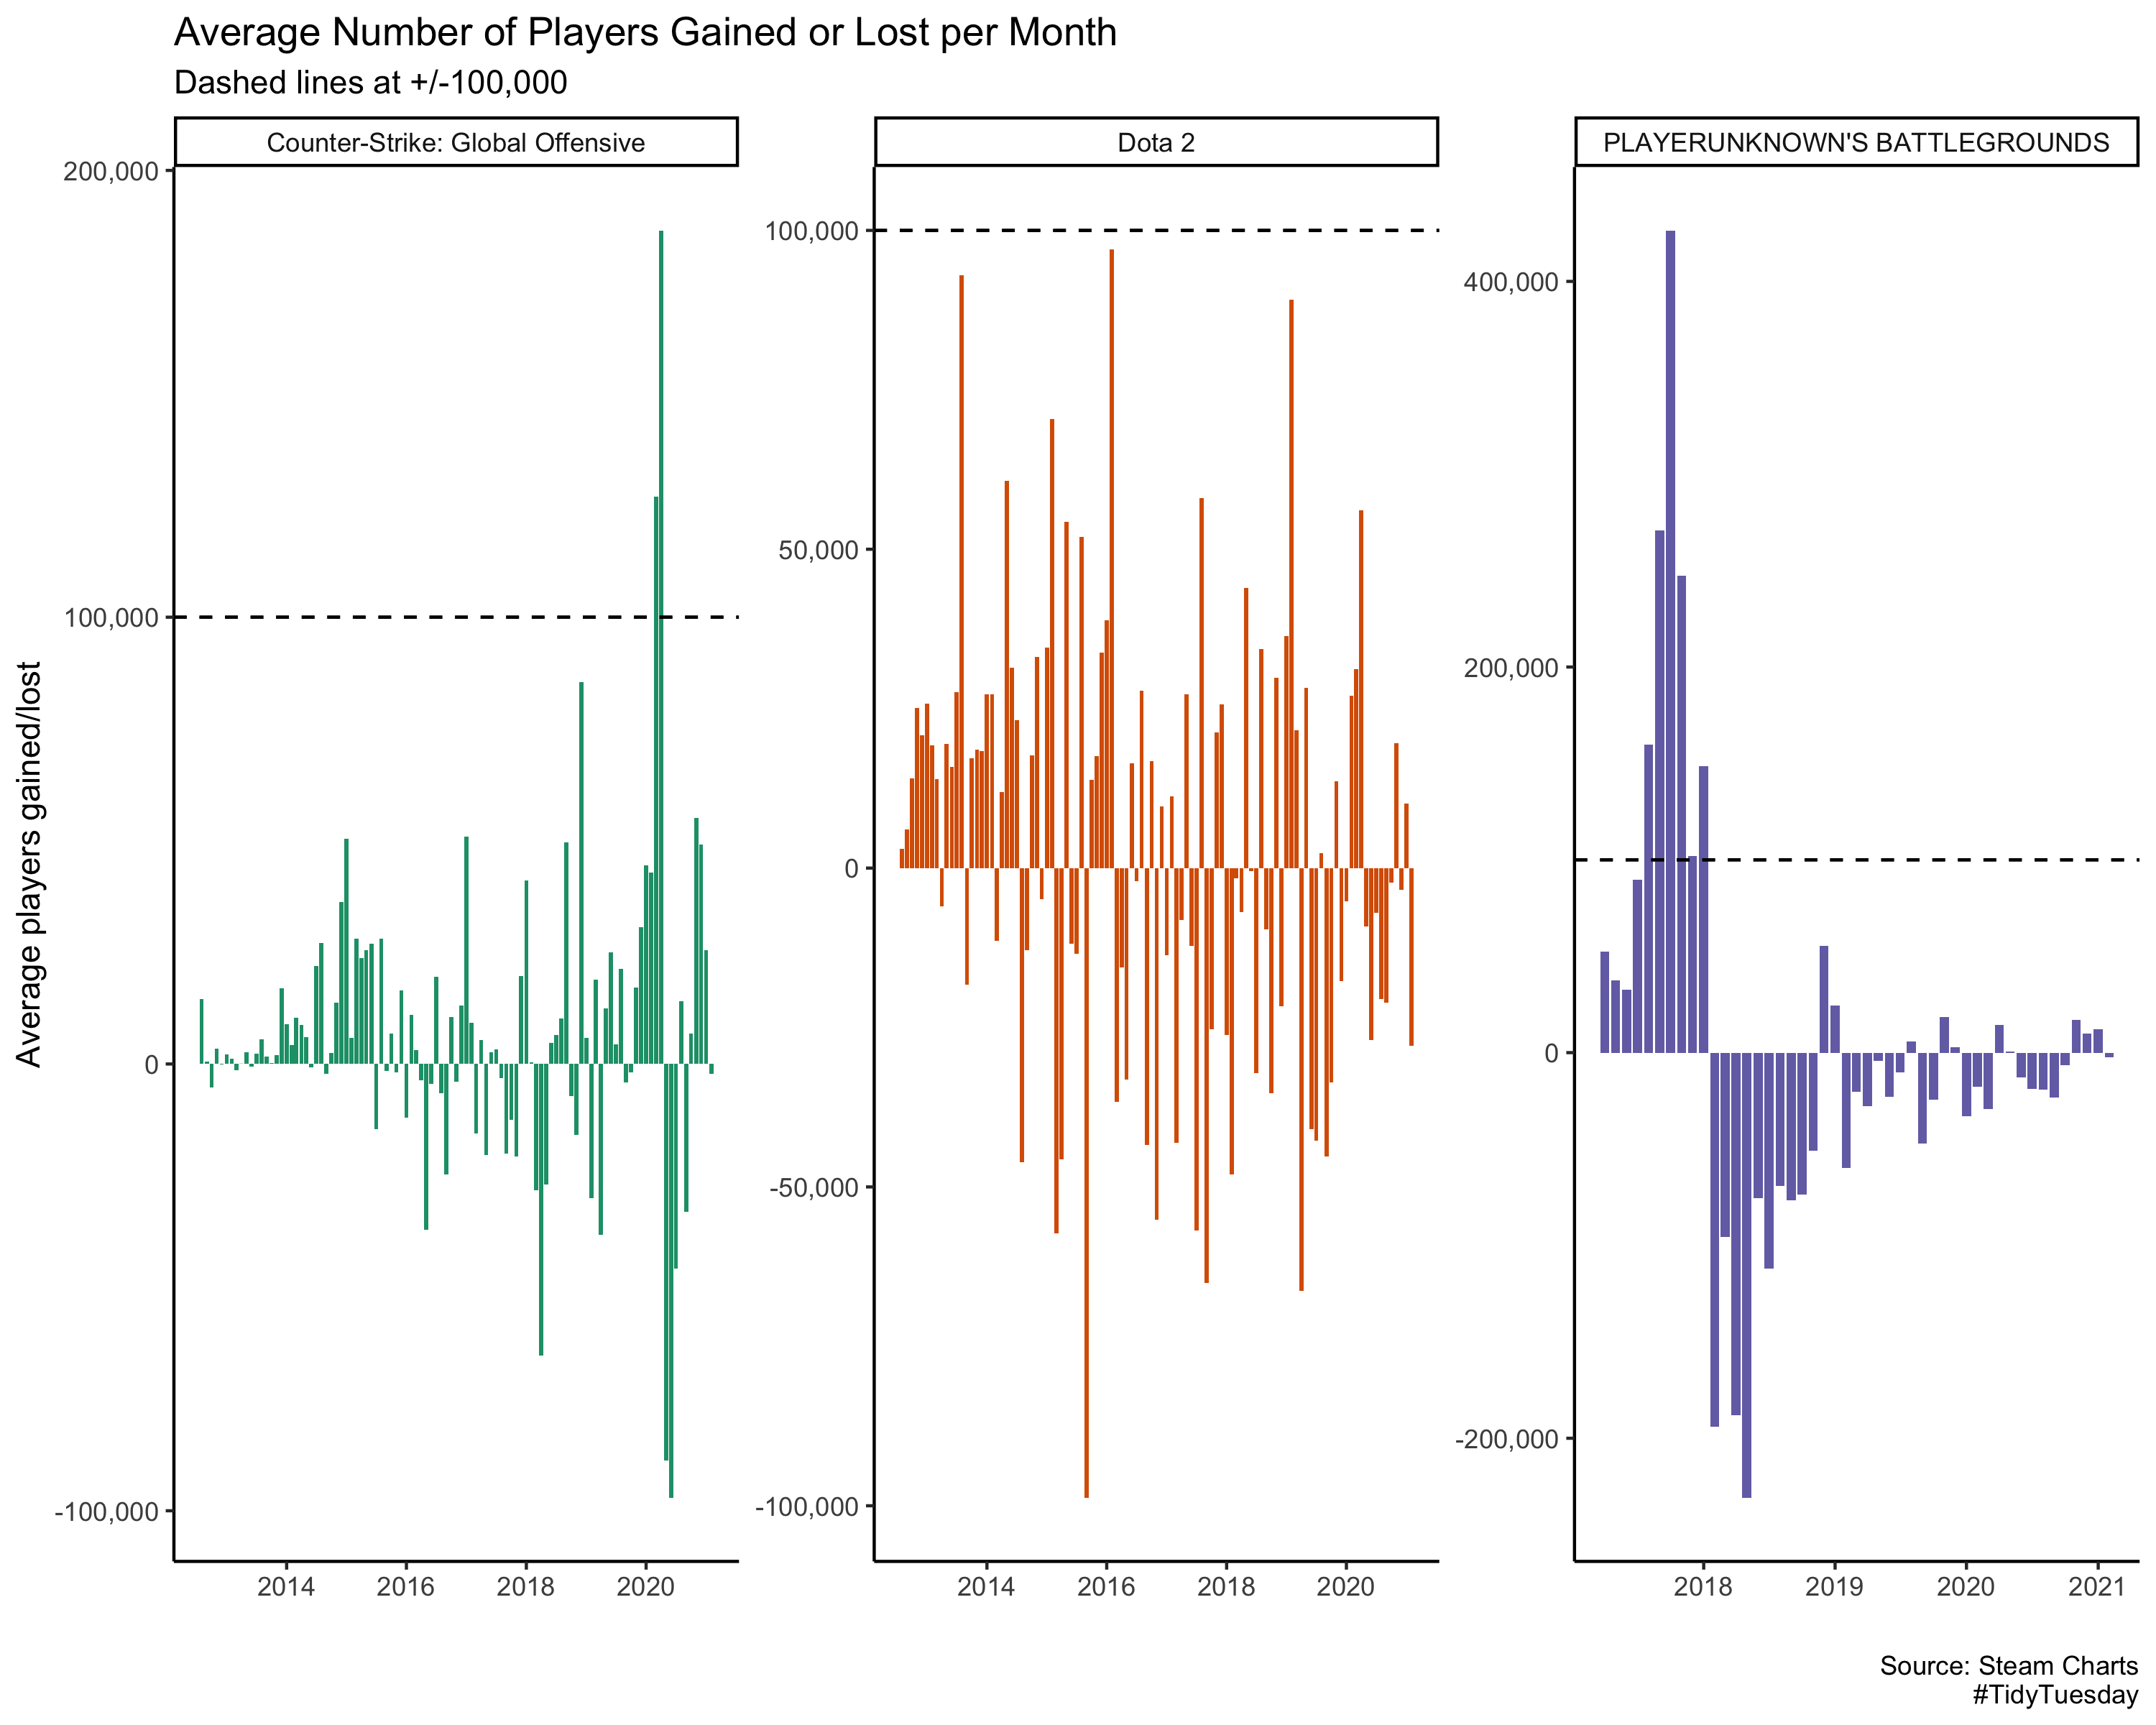 Average Number of Players Gained or Lost per Month
Dashed lines at +/-100,000
Counter-Strike: Global Offensive
Dota 2
PLAYERUNKNOWN'S BATTLEGROUNDS
Average players gained/lost
200,000
100,000
0
-100,000
100,000
50,000
0
-50,000
-100,000
400,000
200,000
0
-200,000
2014 2016 2018 2020
2014 2016 2018 2020
2018 2019 2020 2021
Source: Steam Charts
#TidyTuesday